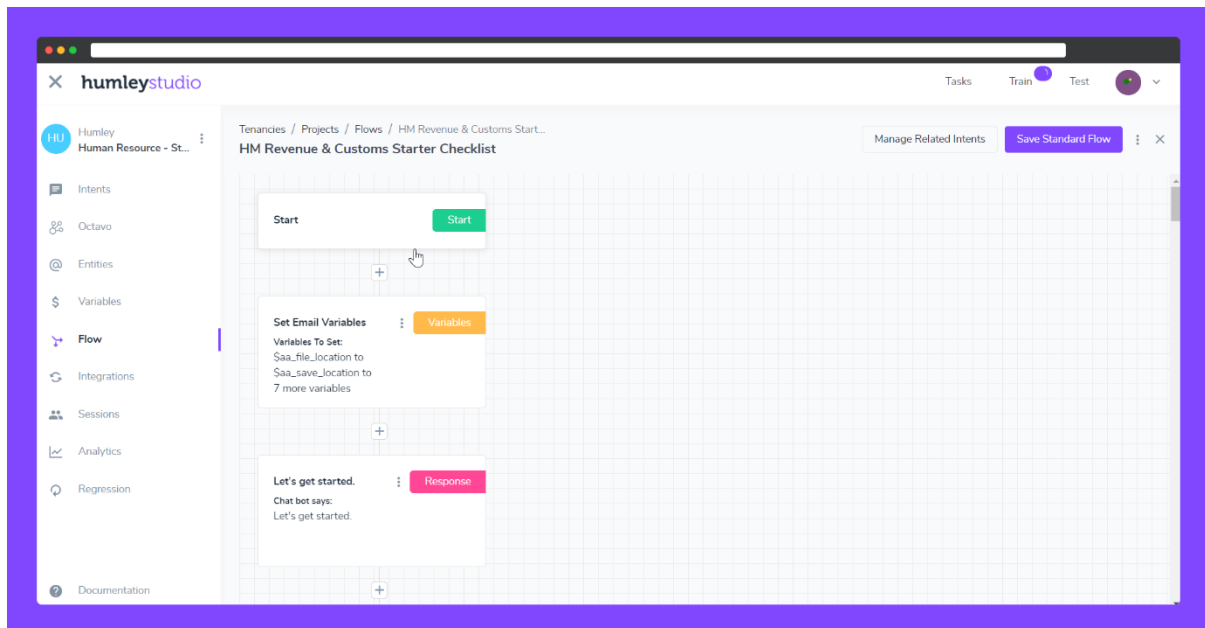 humleystudio
Tasks
Train
Test
HU
Humley
Human Resource - St...
Tenancies / Projects / Flows / HM Revenue & Customs Start...
HM Revenue & Customs Starter Checklist
Manage Related Intents
Save Standard Flow
Intents
Octavo
Entities
Variables
Flow
Integrations
Sessions
Analytics
Regression
Documentation
Start
Start
Set Email Variables
Variables
Variables To Set:
$aa_file_location to
$aa_save_location to
7 more variables
Let's get started.
Response
Chat bot says:
Let's get started.